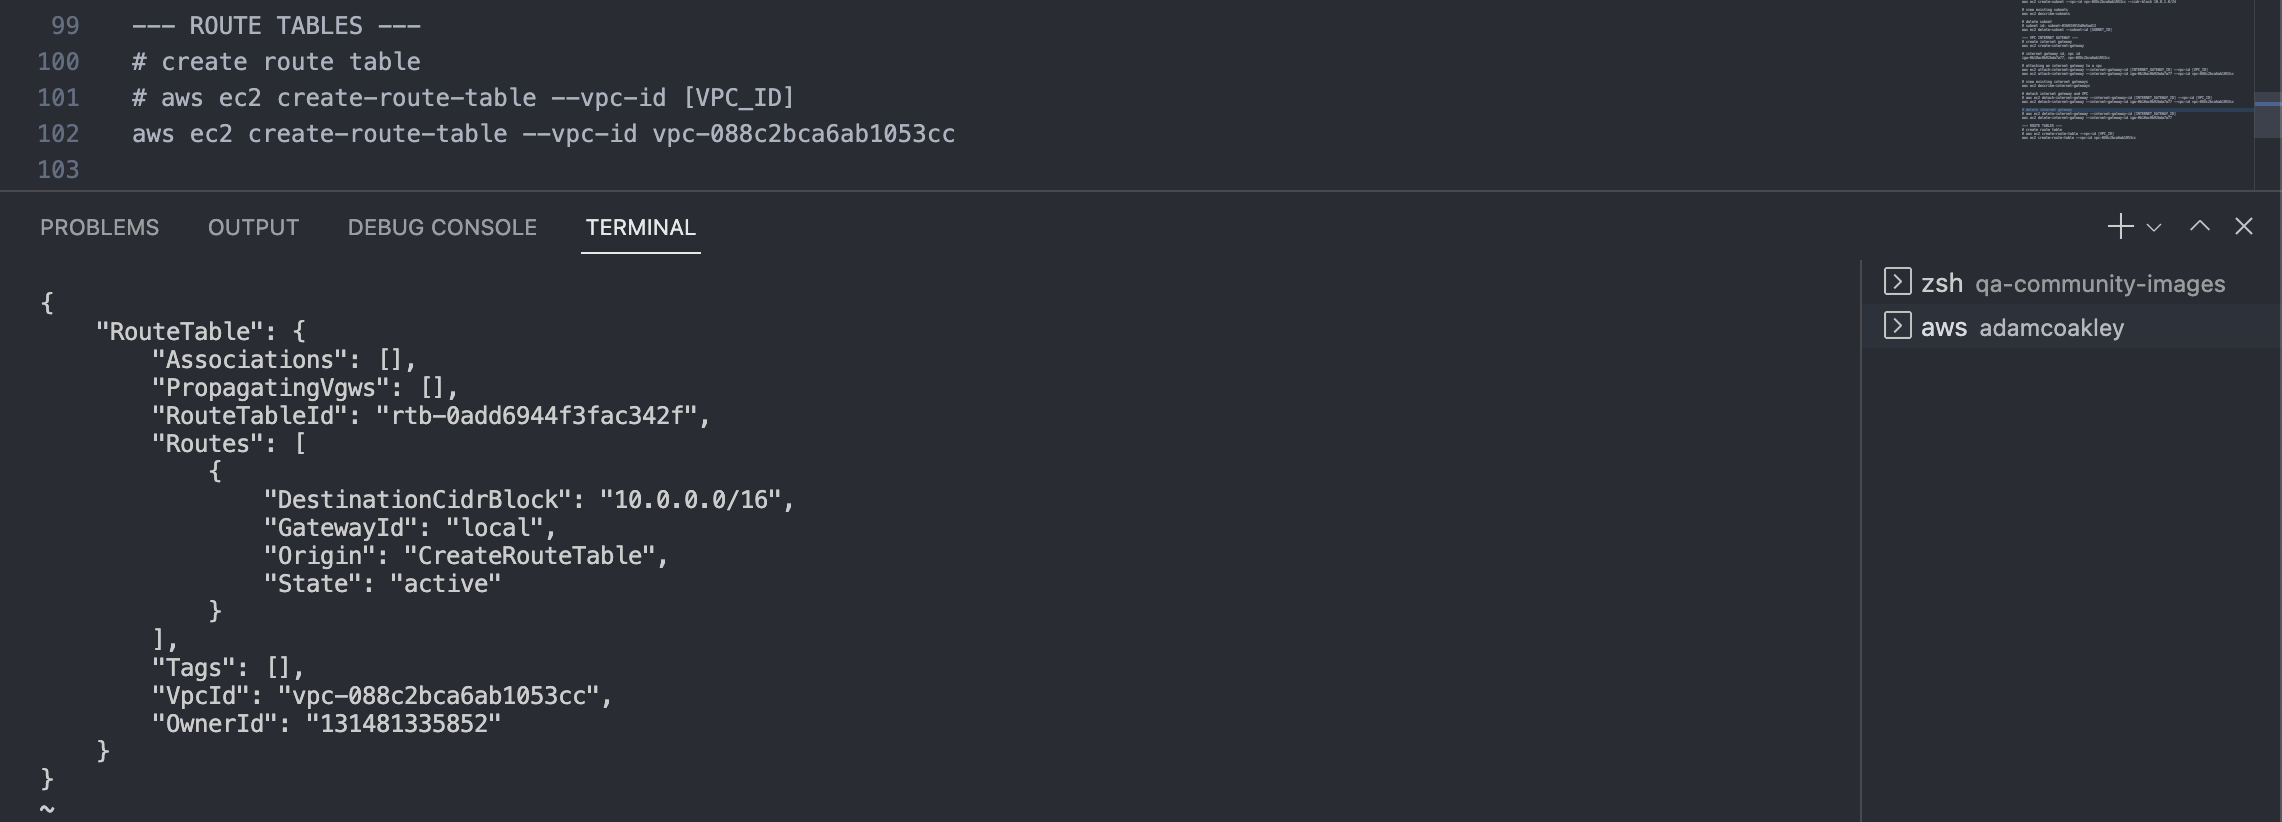 99 --- ROUTE TABLES ---
100 # create route table
101 # aws ec2 create-route-table --vpc-id [VPC_ID]
102 aws ec2 create-route-table --vpc-id vpc-088c2bca6ab1053cc
103
PROBLEMS OUTPUT DEBUG CONSOLE TERMINAL
zsh qa-community-images
aws adamcoakley
{
    "RouteTable": {
        "Associations": [],
        "PropagatingVgws": [],
        "RouteTableId": "rtb-0add6944f3fac342f",
        "Routes": [
            {
                "DestinationCidrBlock": "10.0.0.0/16",
                "GatewayId": "local",
                "Origin": "CreateRouteTable",
                "State": "active"
            }
        ],
        "Tags": [],
        "VpcId": "vpc-088c2bca6ab1053cc",
        "OwnerId": "131481335852"
    }
}
~